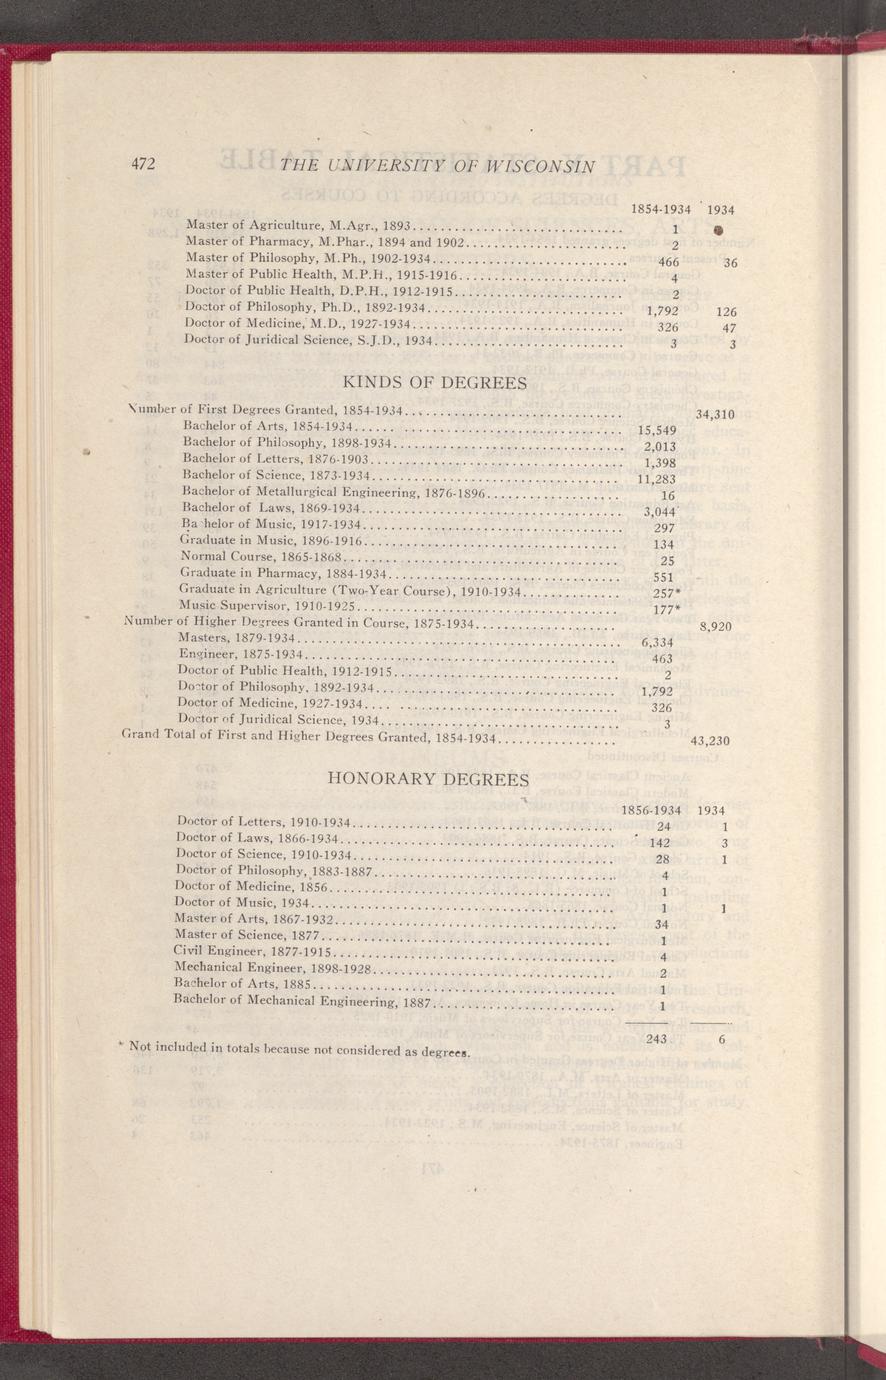 472 THE UNIVERSITY OF WISCONSIN
1854-1934 1934
Master of Agriculture, M.Agr., 1893 1
Master of Pharmacy, M.Phar., 1894 and 1902 2
Master of Philosophy, M.Ph., 1902-1934 466 36
Master of Public Health, M.P.H., 1915-1916 4
Doctor of Public Health, D.P.H., 1912-1915 2
Doctor of Philosophy, Ph.D., 1892-1934 1,792 126
Doctor of Medicine, M.D., 1927-1934 326 47
Doctor of Juridical Science, S.J.D., 1934 3 3
KINDS OF DEGREES
Number of First Degrees Granted, 1854-1934 34,310
Bachelor of Arts, 1854-1934 15,549
Bachelor of Philosophy, 1898-1934 2,013
Bachelor of Letters, 1876-1903 1,398
Bachelor of Science, 1873-1934 11,283
Bachelor of Metallurgical Engineering, 1876-1896 16
Bachelor of Laws, 1869-1934 3,044
Ba helor of Music, 1917-1934 297
Graduate in Music, 1896-1916 134
Normal Course, 1865-1868 25
Graduate in Pharmacy, 1884-1934 551
Graduate in Agriculture (Two-Year Course), 1910-1934 257*
Music Supervisor, 1910-1925 177*
Number of Higher Degrees Granted in Course, 1875-1934 8,920
Masters, 1879-1934 6,334
Engineer, 1875-1934 463
Doctor of Public Health, 1912-1915 2
Doctor of Philosophy, 1892-1934 1,792
Doctor of Medicine, 1927-1934 326
Doctor of Juridical Science, 1934 3
Grand Total of First and Higher Degrees Granted, 1854-1934 43,230
HONORARY DEGREES
1856-1934 1934
Doctor of Letters, 1910-1934 24 1
Doctor of Laws, 1866-1934 142 3
Doctor of Science, 1910-1934 28 1
Doctor of Philosophy, 1883-1887 4
Doctor of Medicine, 1856 1
Doctor of Music, 1934 1 1
Master of Arts, 1867-1932 34
Master of Science, 1877 1
Civil Engineer, 1877-1915 4
Mechanical Engineer, 1898-1928 2
Bachelor of Arts, 1885 1
Bachelor of Mechanical Engineering, 1887 1
243 6
* Not included in totals because not considered as degrees.